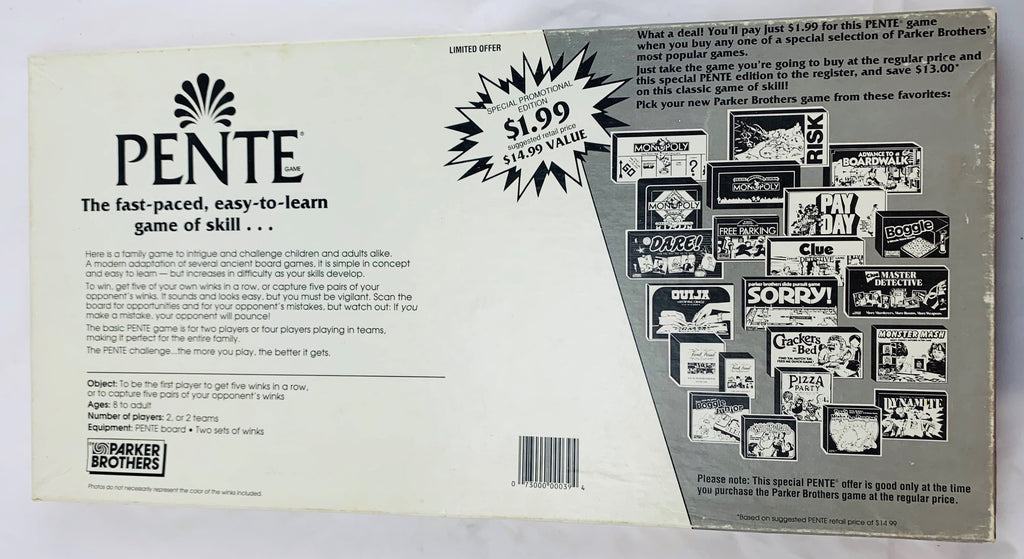 LIMITED OFFER
PENTE®
GAME
The fast-paced, easy-to-learn
game of skill . . .
Here is a family game to intrigue and challenge children and adults alike.
A modern adaptation of several ancient board games, it is simple in concept
and easy to learn — but increases in difficulty as your skills develop.
To win, get five of your own winks in a row, or capture five pairs of your
opponent's winks. It sounds and looks easy, but you must be vigilant. Scan the
board for opportunities and for your opponent's mistakes, but watch out: If you
make a mistake, your opponent will pounce!
The basic PENTE game is for two players or four players playing in teams,
making it perfect for the entire family.
The PENTE challenge...the more you play, the better it gets.
Object: To be the first player to get five winks in a row,
or to capture five pairs of your opponent's winks
Ages: 8 to adult
Number of players: 2, or 2 teams
Equipment: PENTE board • Two sets of winks
PARKER
BROTHERS
Photos do not necessarily represent the color of the winks included.
0 73000 00039 4
SPECIAL PROMOTIONAL
EDITION
$1.99
suggested retail price
$14.99 VALUE
What a deal! You'll pay just $1.99 for this PENTE® game
when you buy any one of a special selection of Parker Brothers'
most popular games.
Just take the game you're going to buy at the regular price and
this special PENTE edition to the register, and save $13.00*
on this classic game of skill!
Pick your new Parker Brothers game from these favorites:
MONOPOLY
RISK
ADVANCE TO
BOARDWALK
MONOPOLY
MONOPOLY
PAY
DAY
DARE!
FREE PARKING
Clue
Boggle
OUIJA
parker brothers slide pursuit game
SORRY!
Clue MASTER
DETECTIVE
Crackers
Bed
MONSTER MASH
PIZZA
PARTY
Boggle Junior
DYNAMITE
Please note: This special PENTE® offer is good only at the time
you purchase the Parker Brothers game at the regular price.
*Based on suggested PENTE retail price of $14.99